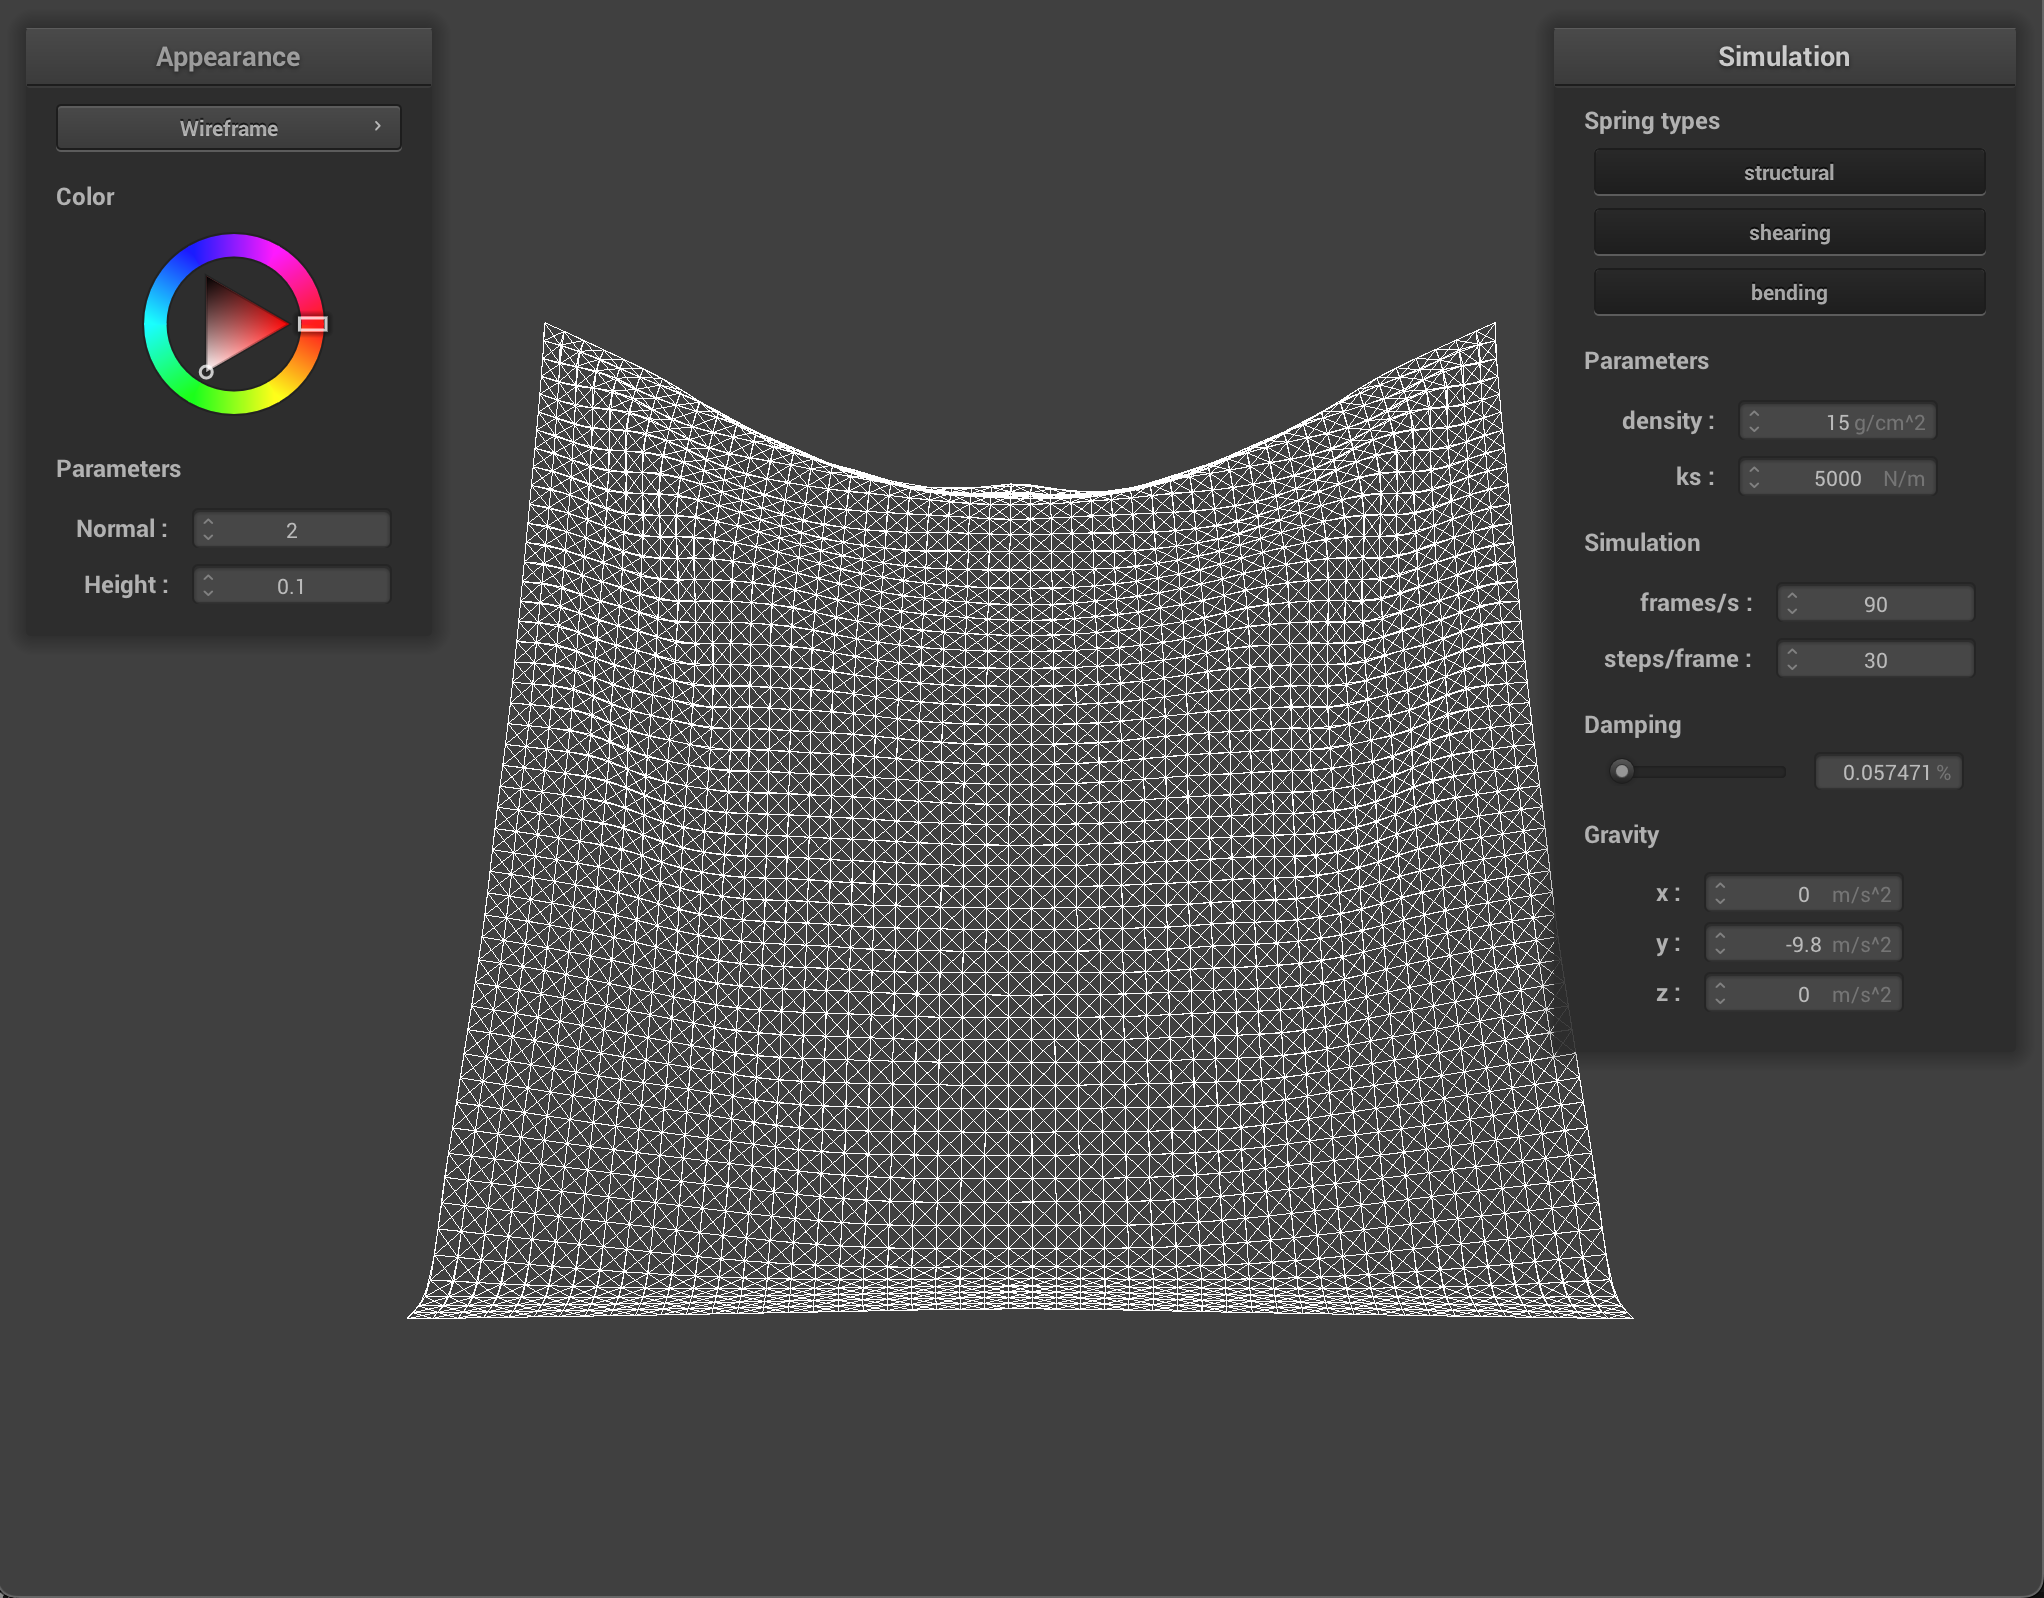 Appearance
Wireframe
Color
Parameters
Normal : 2
Height : 0.1
Simulation
Spring types
structural
shearing
bending
Parameters
density : 15 g/cm^2
ks : 5000 N/m
Simulation
frames/s : 90
steps/frame : 30
Damping
0.057471 %
Gravity
x : 0 m/s^2
y : -9.8 m/s^2
z : 0 m/s^2